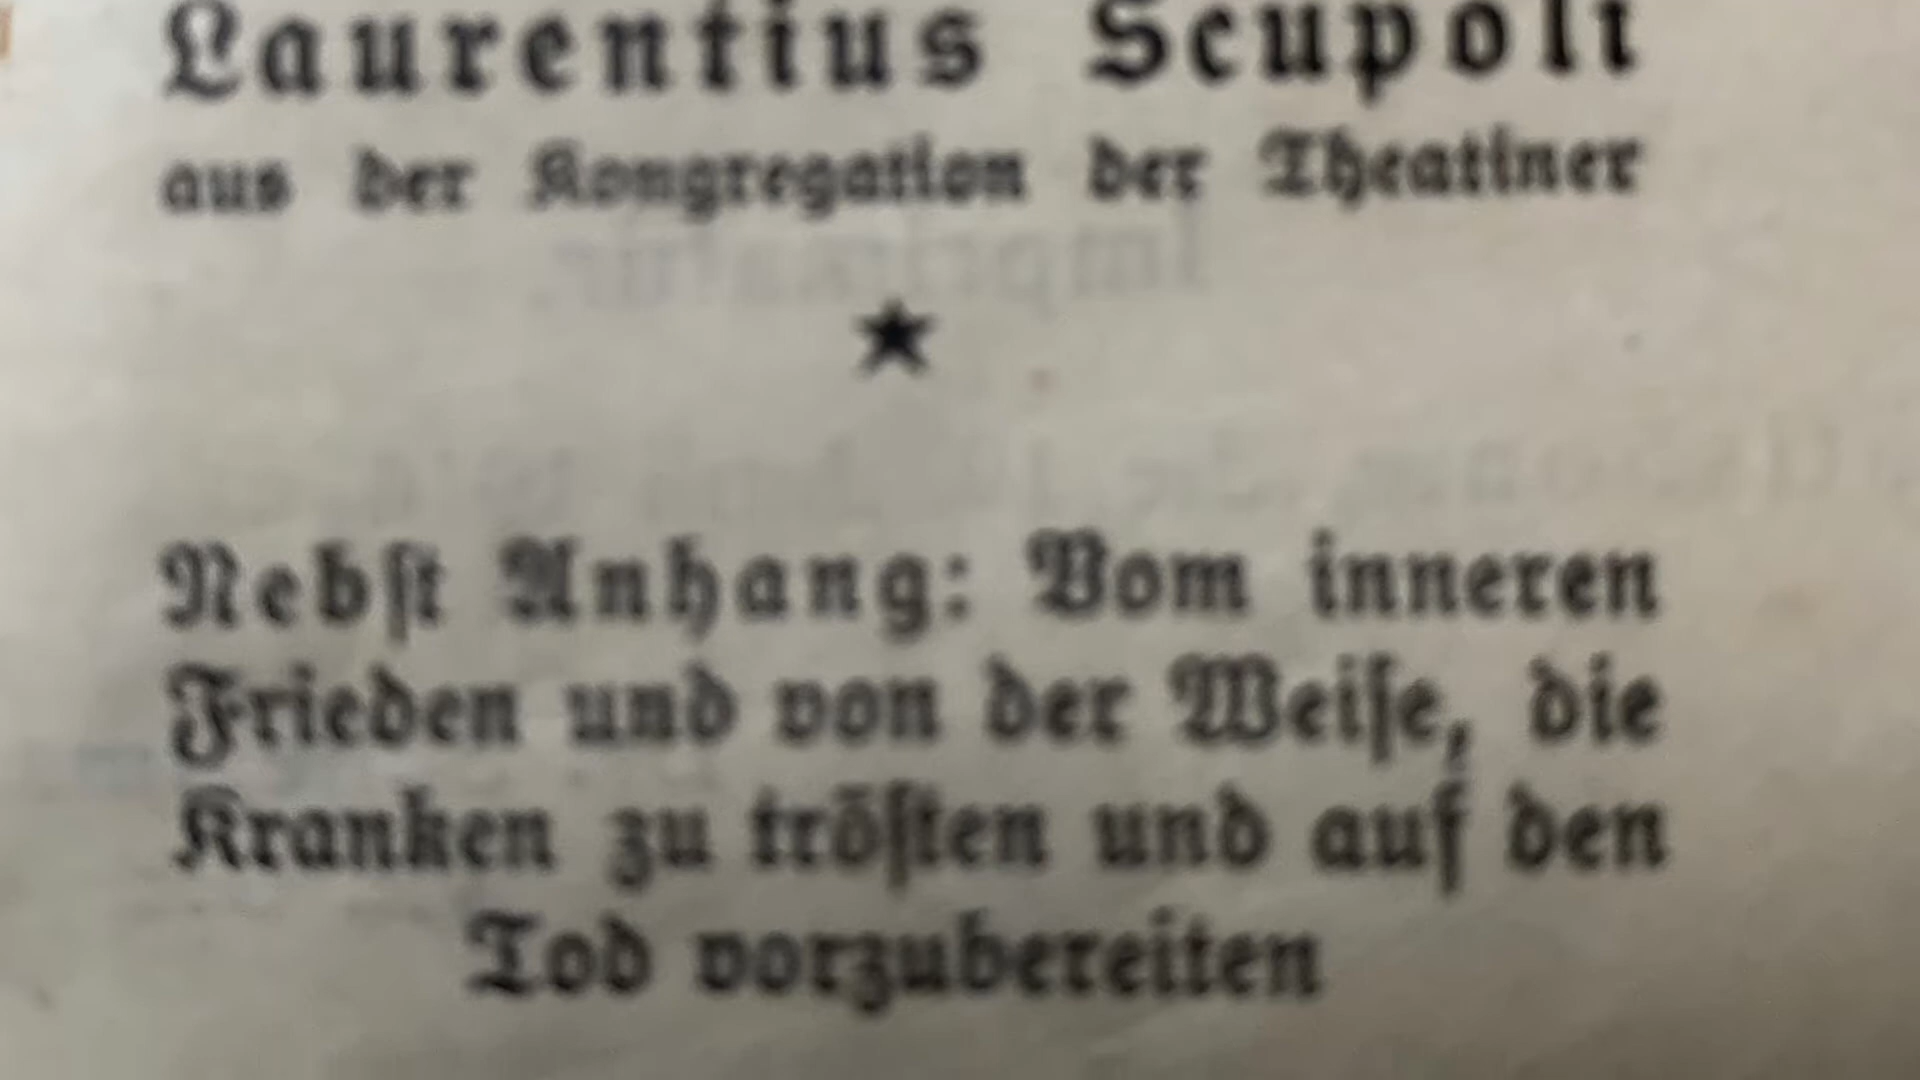 Laurentius Scupoli
aus der Kongregation der Theatiner
Imprimatur.
★
Nebſt Anhang: Vom inneren
Frieden und von der Weiſe, die
Kranken zu tröſten und auf den
Tod vorzubereiten